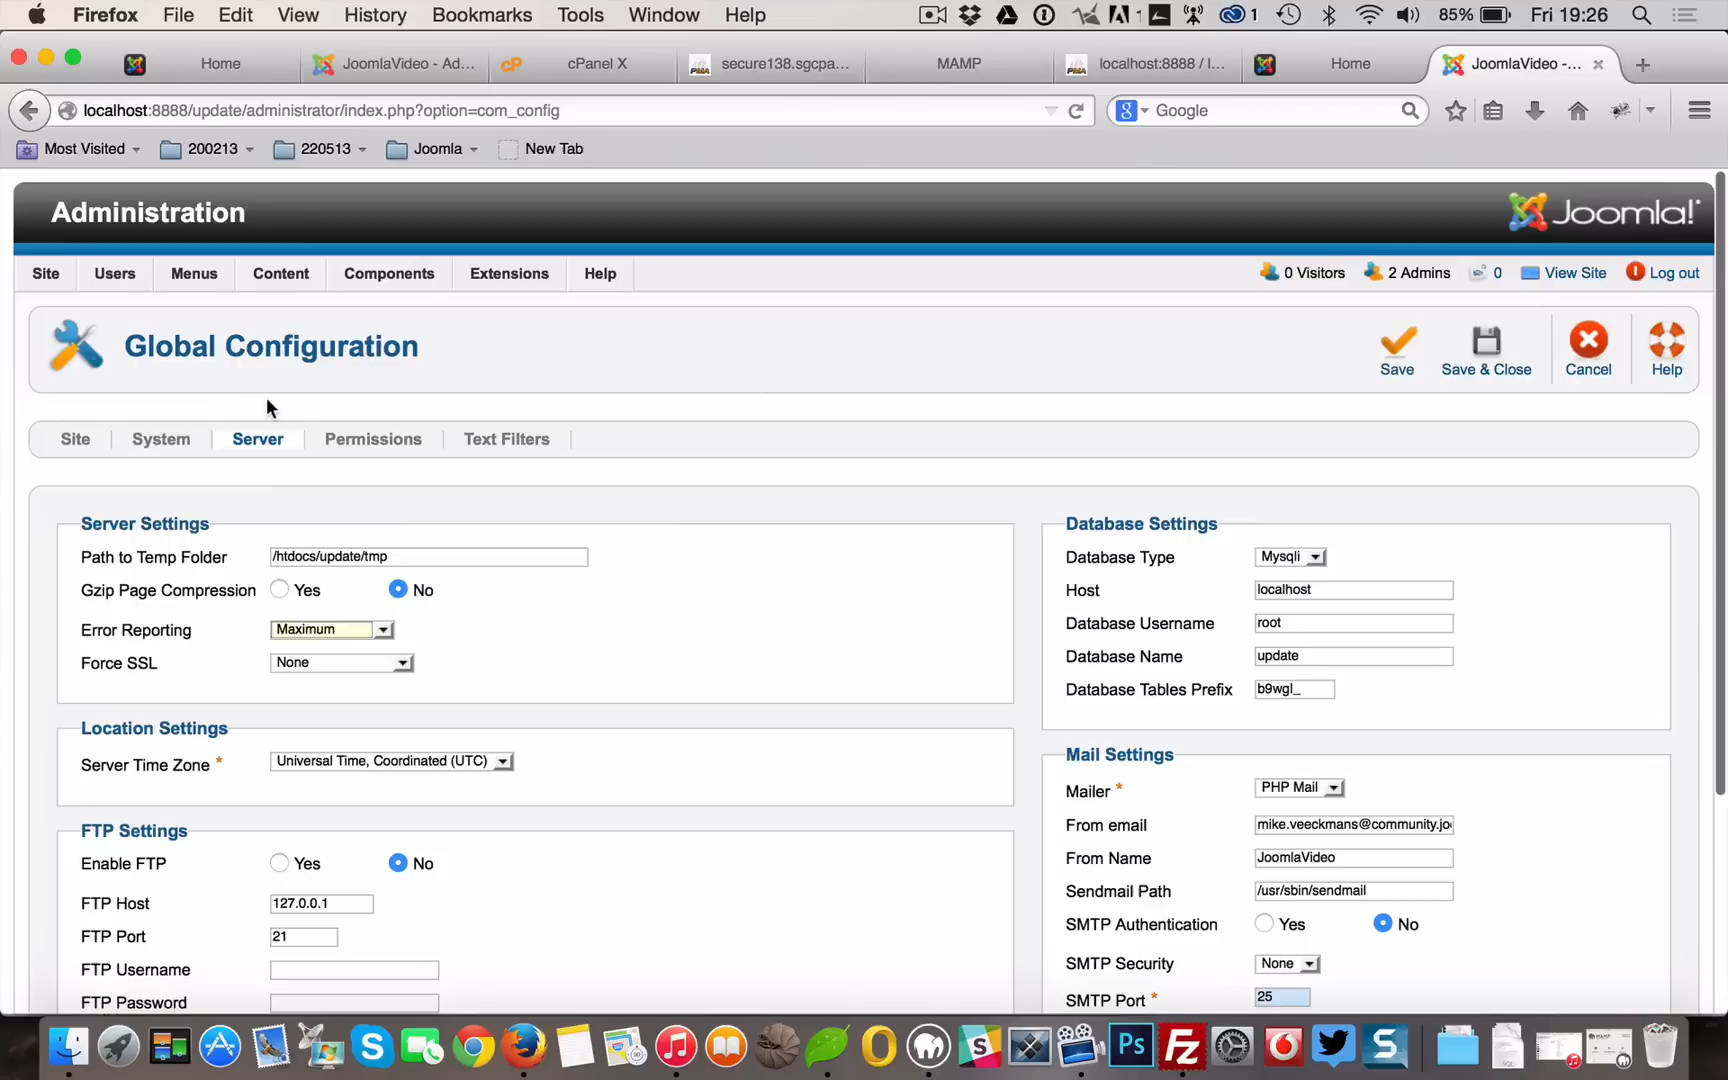 Firefox File Edit View History Bookmarks Tools Window Help 1 1 85% Fri 19:26
Home JoomlaVideo - Ad... cP cPanel X secure138.sgcpa... MAMP localhost:8888 / l... Home JoomlaVideo -... × +
localhost:8888/update/administrator/index.php?option=com_config Google
Most Visited 200213 220513 Joomla New Tab
Administration Joomla!
Site Users Menus Content Components Extensions Help 0 Visitors 2 Admins 0 View Site Log out
Global Configuration Save Save & Close Cancel Help
Site System Server Permissions Text Filters
Server Settings
Path to Temp Folder /htdocs/update/tmp
Gzip Page Compression Yes No
Error Reporting Maximum
Force SSL None
Location Settings
Server Time Zone * Universal Time, Coordinated (UTC)
FTP Settings
Enable FTP Yes No
FTP Host 127.0.0.1
FTP Port 21
FTP Username
FTP Password
Database Settings
Database Type Mysqli
Host localhost
Database Username root
Database Name update
Database Tables Prefix b9wgl_
Mail Settings
Mailer * PHP Mail
From email mike.veeckmans@community.jo
From Name JoomlaVideo
Sendmail Path /usr/sbin/sendmail
SMTP Authentication Yes No
SMTP Security None
SMTP Port * 25
Ps Fz S